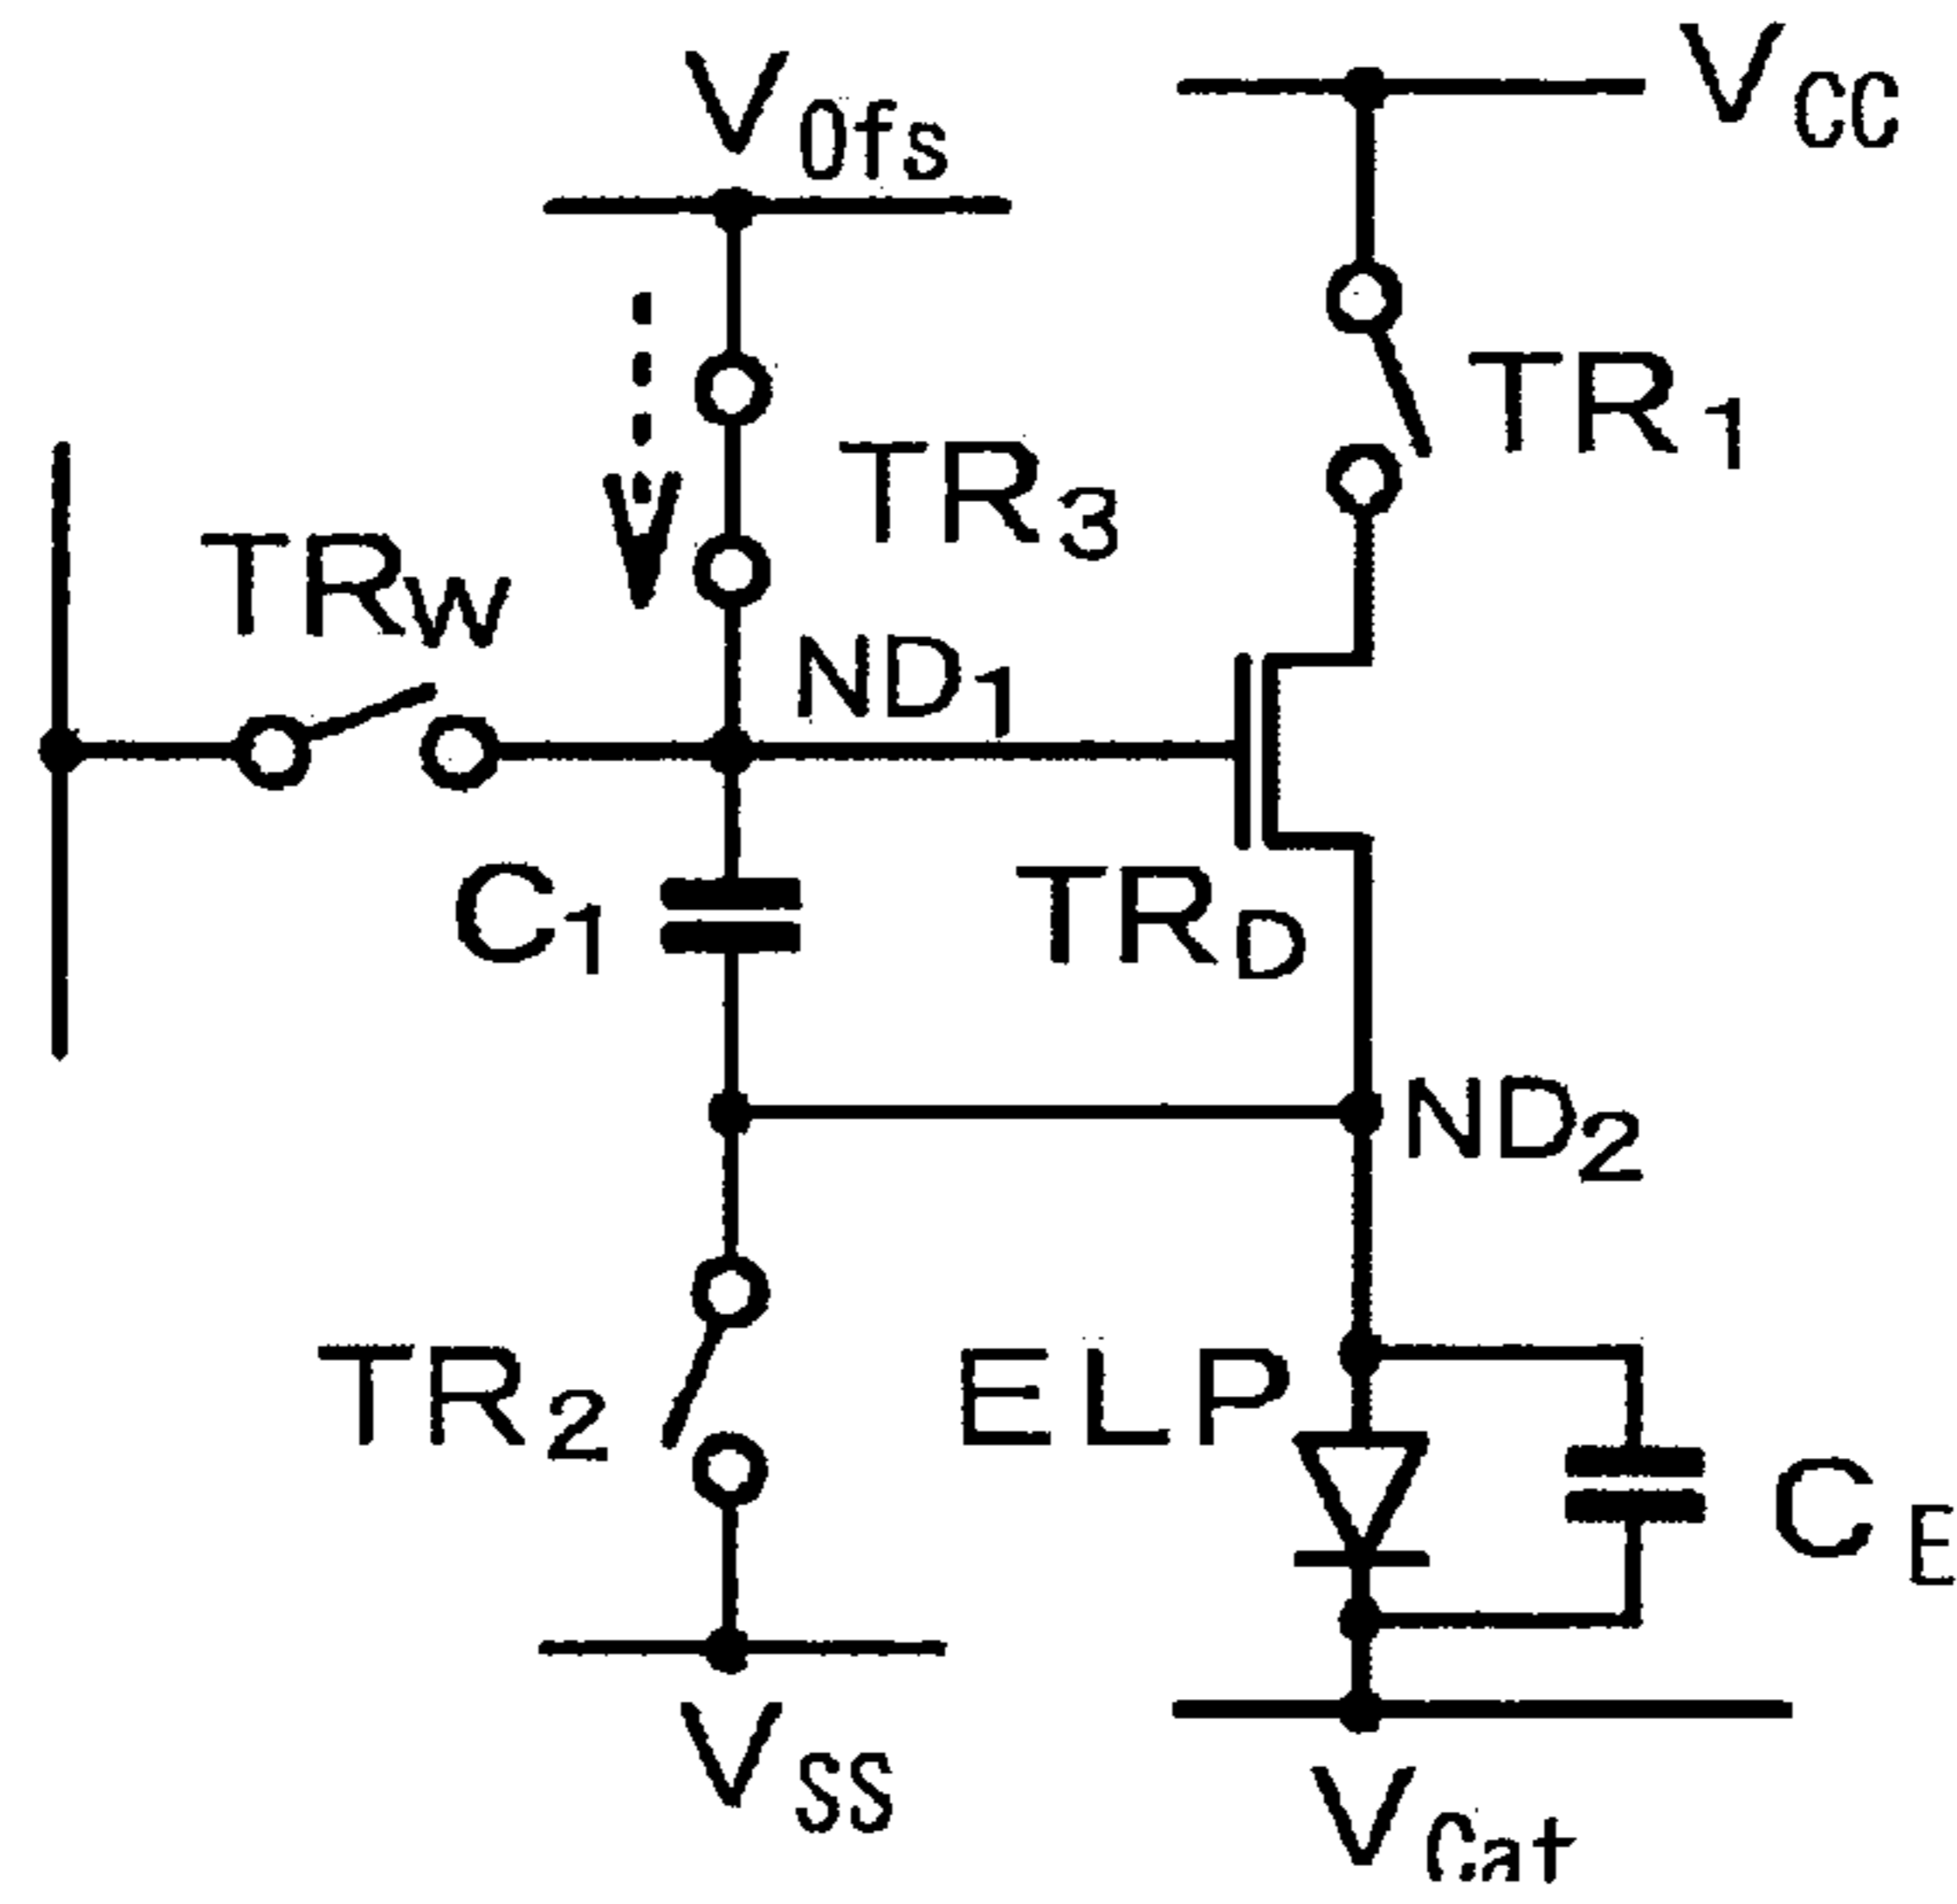 V0fs
VCC
TR1
TR3
TRW
ND1
C1
TRD
ND2
TR2
ELP
CE
VSS
VCat